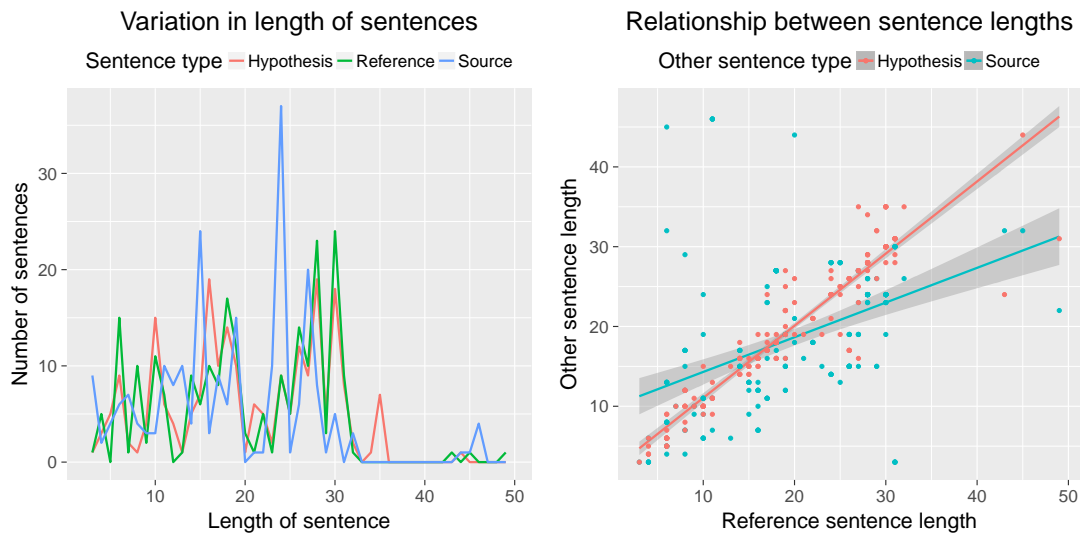 Variation in length of sentences
Sentence type Hypothesis Reference Source
Number of sentences
30
20
10
0
10 20 30 40 50
Length of sentence
Relationship between sentence lengths
Other sentence type Hypothesis Source
Other sentence length
40
30
20
10
10 20 30 40 50
Reference sentence length